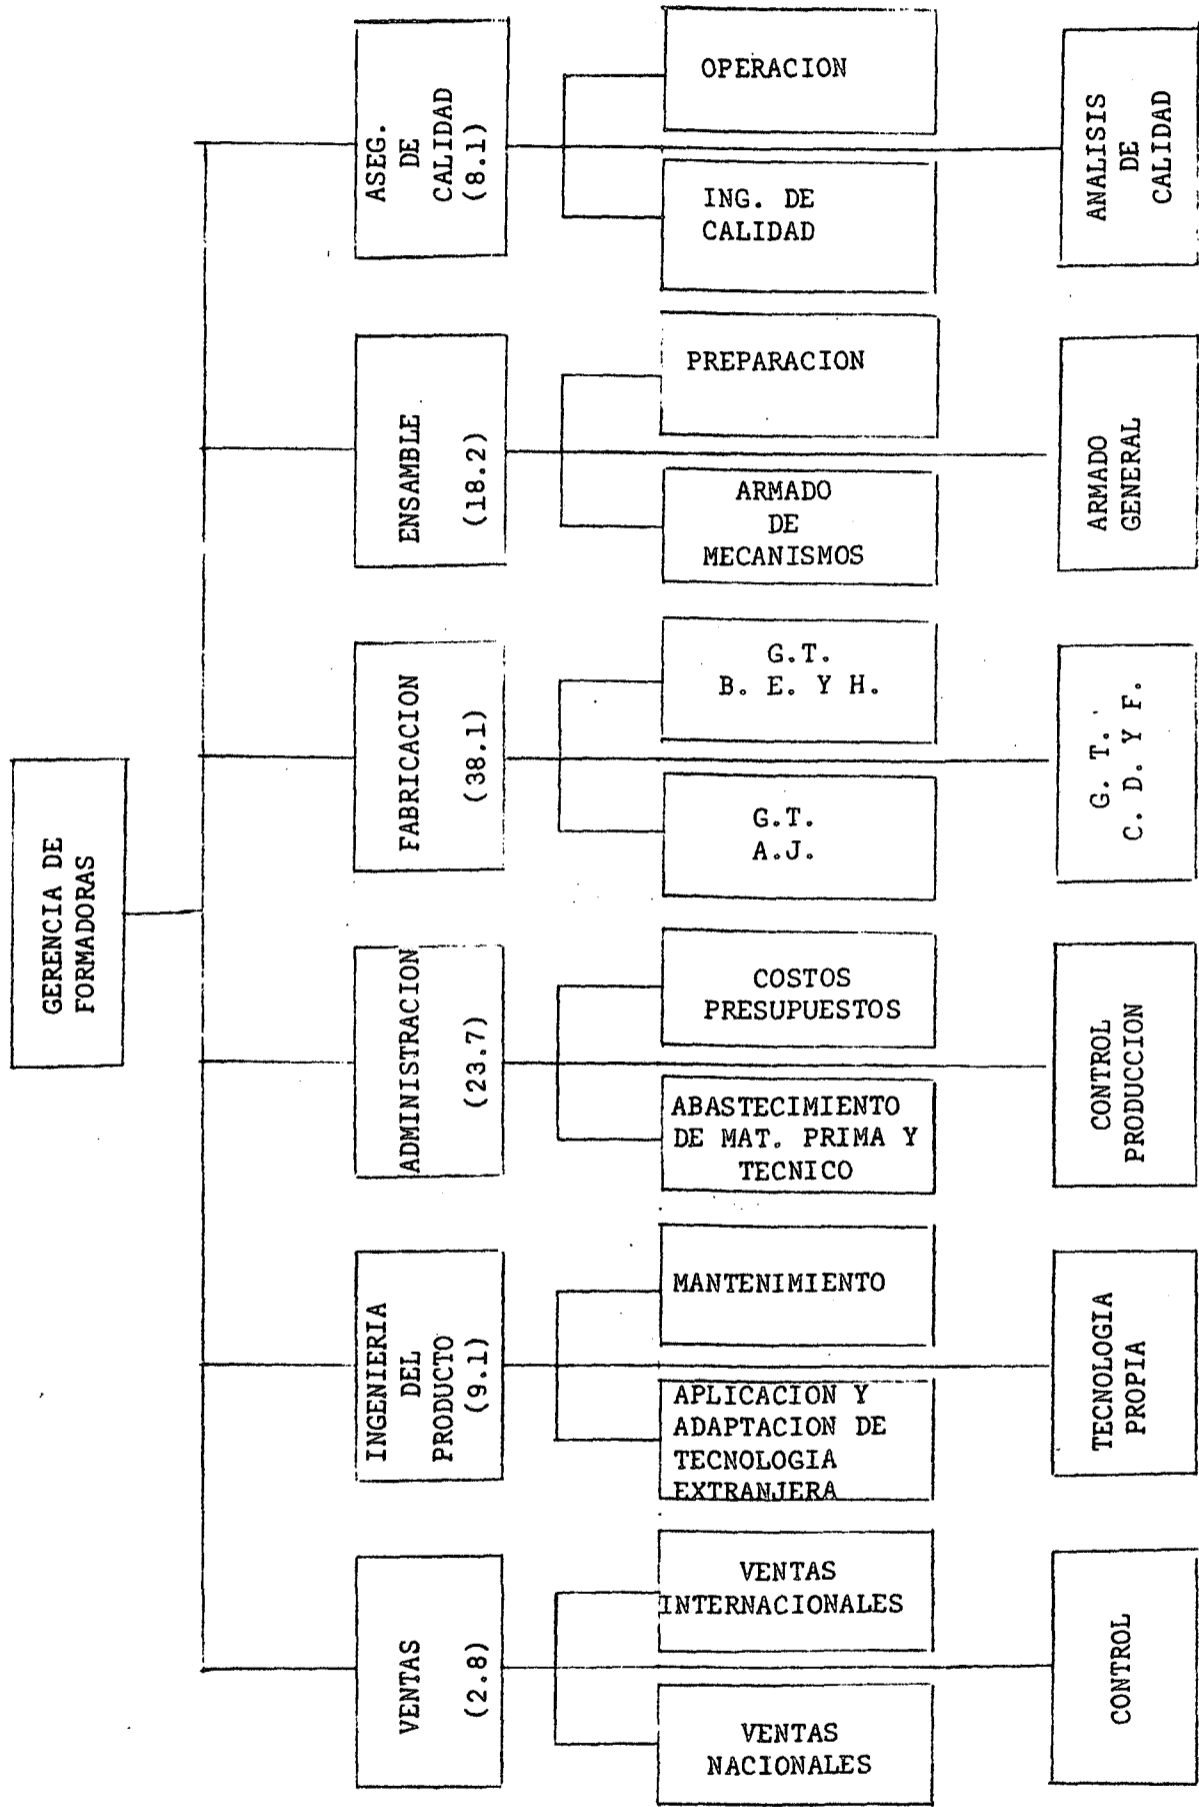 GERENCIA DE
FORMADORAS
VENTAS
(2.8)
INGENIERIA
DEL
PRODUCTO
(9.1)
ADMINISTRACION
(23.7)
FABRICACION
(38.1)
ENSAMBLE
(18.2)
ASEG.
DE
CALIDAD
(8.1)
VENTAS
NACIONALES
VENTAS
INTERNACIONALES
APLICACION Y
ADAPTACION DE
TECNOLOGIA
EXTRANJERA
MANTENIMIENTO
ABASTECIMIENTO
DE MAT. PRIMA Y
TECNICO
COSTOS
PRESUPUESTOS
G.T.
A.J.
G.T.
B. E. Y H.
ARMADO
DE
MECANISMOS
PREPARACION
ING. DE
CALIDAD
OPERACION
CONTROL
TECNOLOGIA
PROPIA
CONTROL
PRODUCCION
G. T.
C. D. Y F.
ARMADO
GENERAL
ANALISIS
DE
CALIDAD